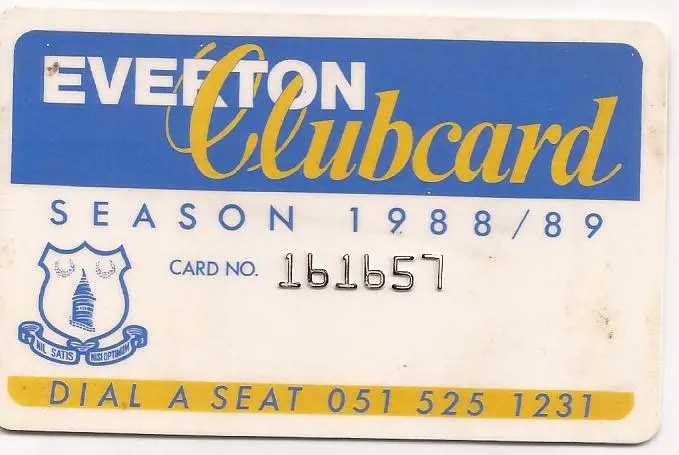 EVERTON Clubcard
SEASON 1988/89
CARD NO. 161657
NIL SATIS NISI OPTIMUM
DIAL A SEAT 051 525 1231